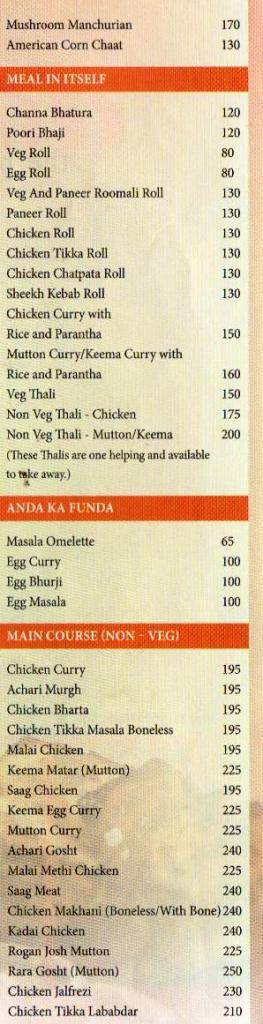 Mushroom Manchurian 170
American Corn Chaat 130
MEAL IN ITSELF
Channa Bhatura 120
Poori Bhaji 120
Veg Roll 80
Egg Roll 80
Veg And Paneer Roomali Roll 130
Paneer Roll 130
Chicken Roll 130
Chicken Tikka Roll 130
Chicken Chatpata Roll 130
Sheekh Kebab Roll 130
Chicken Curry with
Rice and Parantha 150
Mutton Curry/Keema Curry with
Rice and Parantha 160
Veg Thali 150
Non Veg Thali - Chicken 175
Non Veg Thali - Mutton/Keema 200
(These Thalis are one helping and available
to take away.)
ANDA KA FUNDA
Masala Omelette 65
Egg Curry 100
Egg Bhurji 100
Egg Masala 100
MAIN COURSE (NON - VEG)
Chicken Curry 195
Achari Murgh 195
Chicken Bharta 195
Chicken Tikka Masala Boneless 195
Malai Chicken 195
Keema Matar (Mutton) 225
Saag Chicken 195
Keema Egg Curry 225
Mutton Curry 225
Achari Gosht 240
Malai Methi Chicken 225
Saag Meat 240
Chicken Makhani (Boneless/With Bone) 240
Kadai Chicken 240
Rogan Josh Mutton 225
Rara Gosht (Mutton) 250
Chicken Jalfrezi 230
Chicken Tikka Lababdar 210